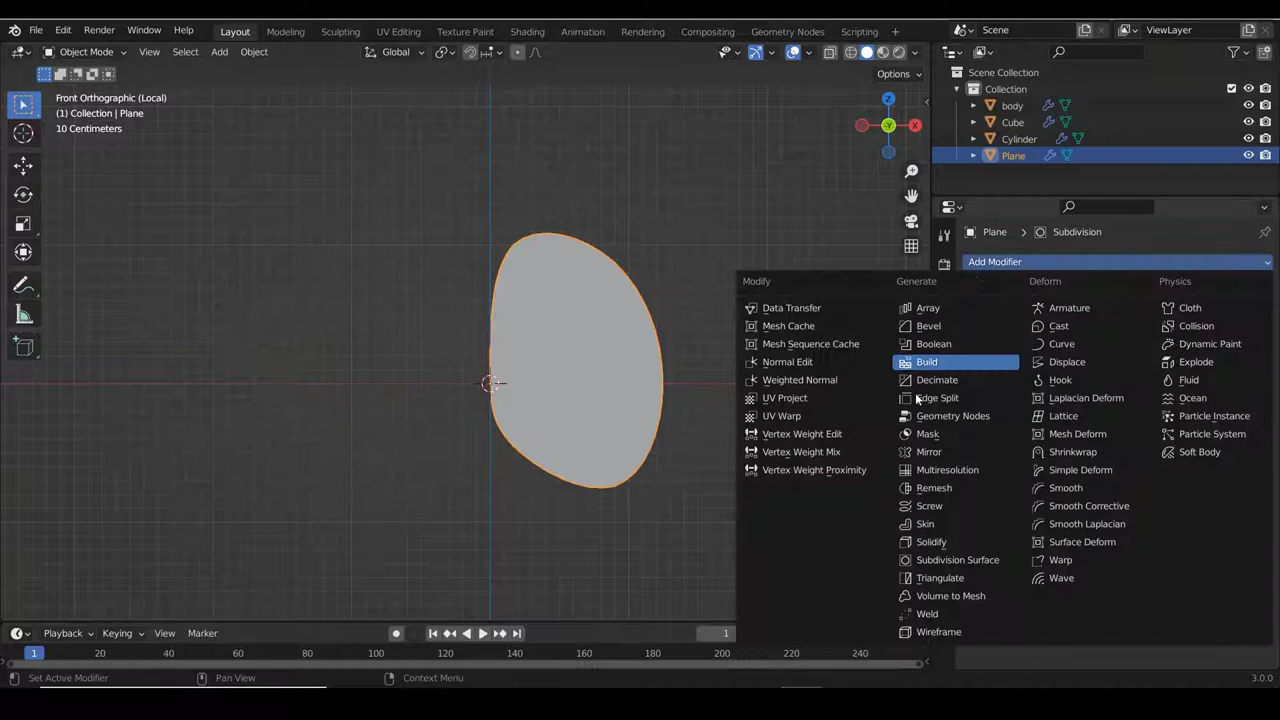 File Edit Render Window Help Layout Modeling Sculpting UV Editing Texture Paint Shading Animation Rendering Compositing Geometry Nodes Scripting Scene ViewLayer
Object Mode View Select Add Object Global
Options
Front Orthographic (Local)
(1) Collection | Plane
10 Centimeters
Z
-Y
X
Scene Collection
Collection
body
Cube
Cylinder
Plane
Plane > Subdivision
Add Modifier
Modify
Data Transfer
Mesh Cache
Mesh Sequence Cache
Normal Edit
Weighted Normal
UV Project
UV Warp
Vertex Weight Edit
Vertex Weight Mix
Vertex Weight Proximity
Generate
Array
Bevel
Boolean
Build
Decimate
Edge Split
Geometry Nodes
Mask
Mirror
Multiresolution
Remesh
Screw
Skin
Solidify
Subdivision Surface
Triangulate
Volume to Mesh
Weld
Wireframe
Deform
Armature
Cast
Curve
Displace
Hook
Laplacian Deform
Lattice
Mesh Deform
Shrinkwrap
Simple Deform
Smooth
Smooth Corrective
Smooth Laplacian
Surface Deform
Warp
Wave
Physics
Cloth
Collision
Dynamic Paint
Explode
Fluid
Ocean
Particle Instance
Particle System
Soft Body
Playback Keying View Marker 1
1 20 40 60 80 100 120 140 160 180 200 220 240
Set Active Modifier Pan View Context Menu 3.0.0